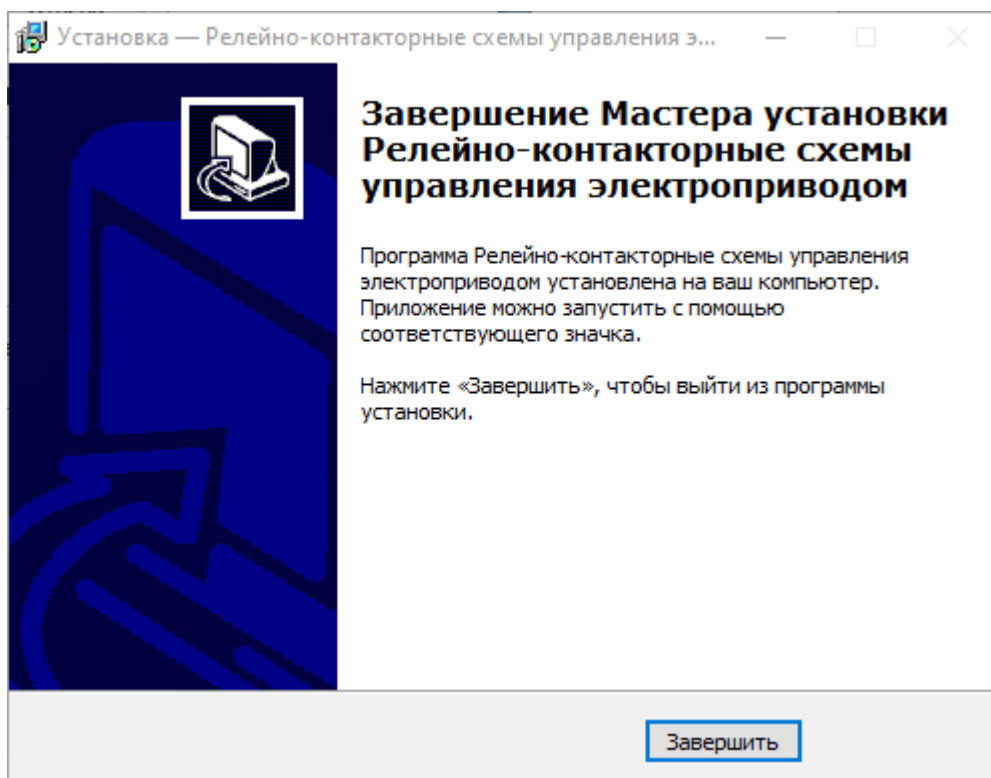 Установка — Релейно-контакторные схемы управления э...
Завершение Мастера установки
Релейно-контакторные схемы
управления электроприводом
Программа Релейно-контакторные схемы управления
электроприводом установлена на ваш компьютер.
Приложение можно запустить с помощью
соответствующего значка.
Нажмите «Завершить», чтобы выйти из программы
установки.
Завершить